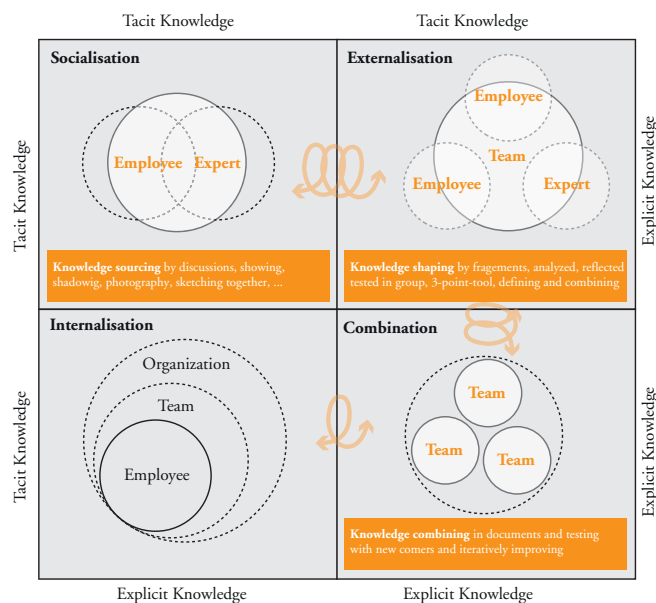 Tacit Knowledge
Tacit Knowledge
Socialisation
Employee
Expert
Tacit Knowledge
Knowledge sourcing by discussions, showing,
shadowig, photography, sketching together, ...
Externalisation
Employee
Team
Employee
Expert
Explicit Knowledge
Knowledge shaping by fragements, analyzed, reflected
tested in group, 3-point-tool, defining and combining
Internalisation
Organization
Team
Employee
Tacit Knowledge
Combination
Team
Team
Team
Explicit Knowledge
Knowledge combining in documents and testing
with new comers and iteratively improving
Explicit Knowledge
Explicit Knowledge